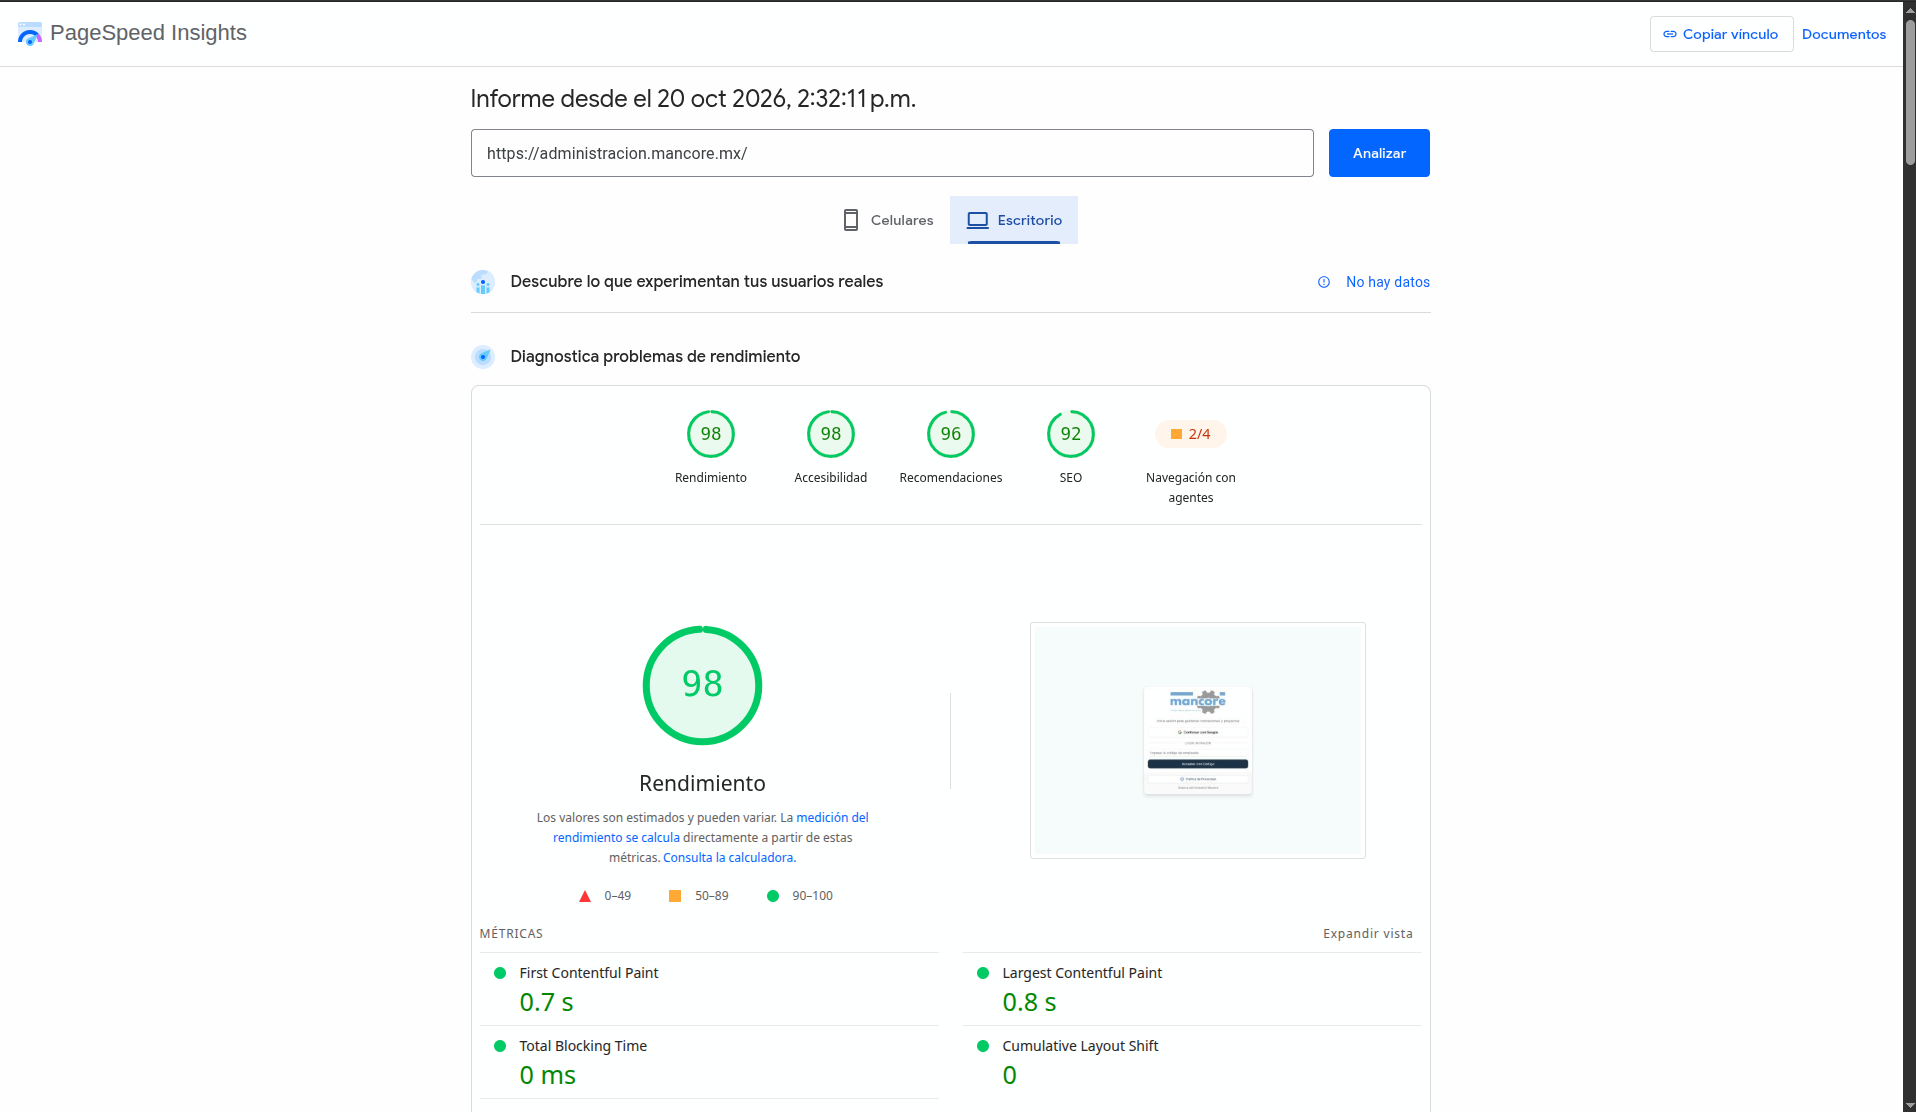 PageSpeed Insights
Copiar vínculo
Documentos
Informe desde el 20 oct 2026, 2:32:11 p.m.
https://administracion.mancore.mx/
Analizar
Celulares
Escritorio
Descubre lo que experimentan tus usuarios reales
No hay datos
Diagnostica problemas de rendimiento
98
98
96
92
2/4
Rendimiento
Accesibilidad
Recomendaciones
SEO
Navegación con
agentes
98
mancore
Continuar con Google
Rendimiento
Los valores son estimados y pueden variar. La medición del
rendimiento se calcula directamente a partir de estas
métricas. Consulta la calculadora.
0–49
50–89
90–100
MÉTRICAS
Expandir vista
First Contentful Paint
0.7 s
Largest Contentful Paint
0.8 s
Total Blocking Time
0 ms
Cumulative Layout Shift
0